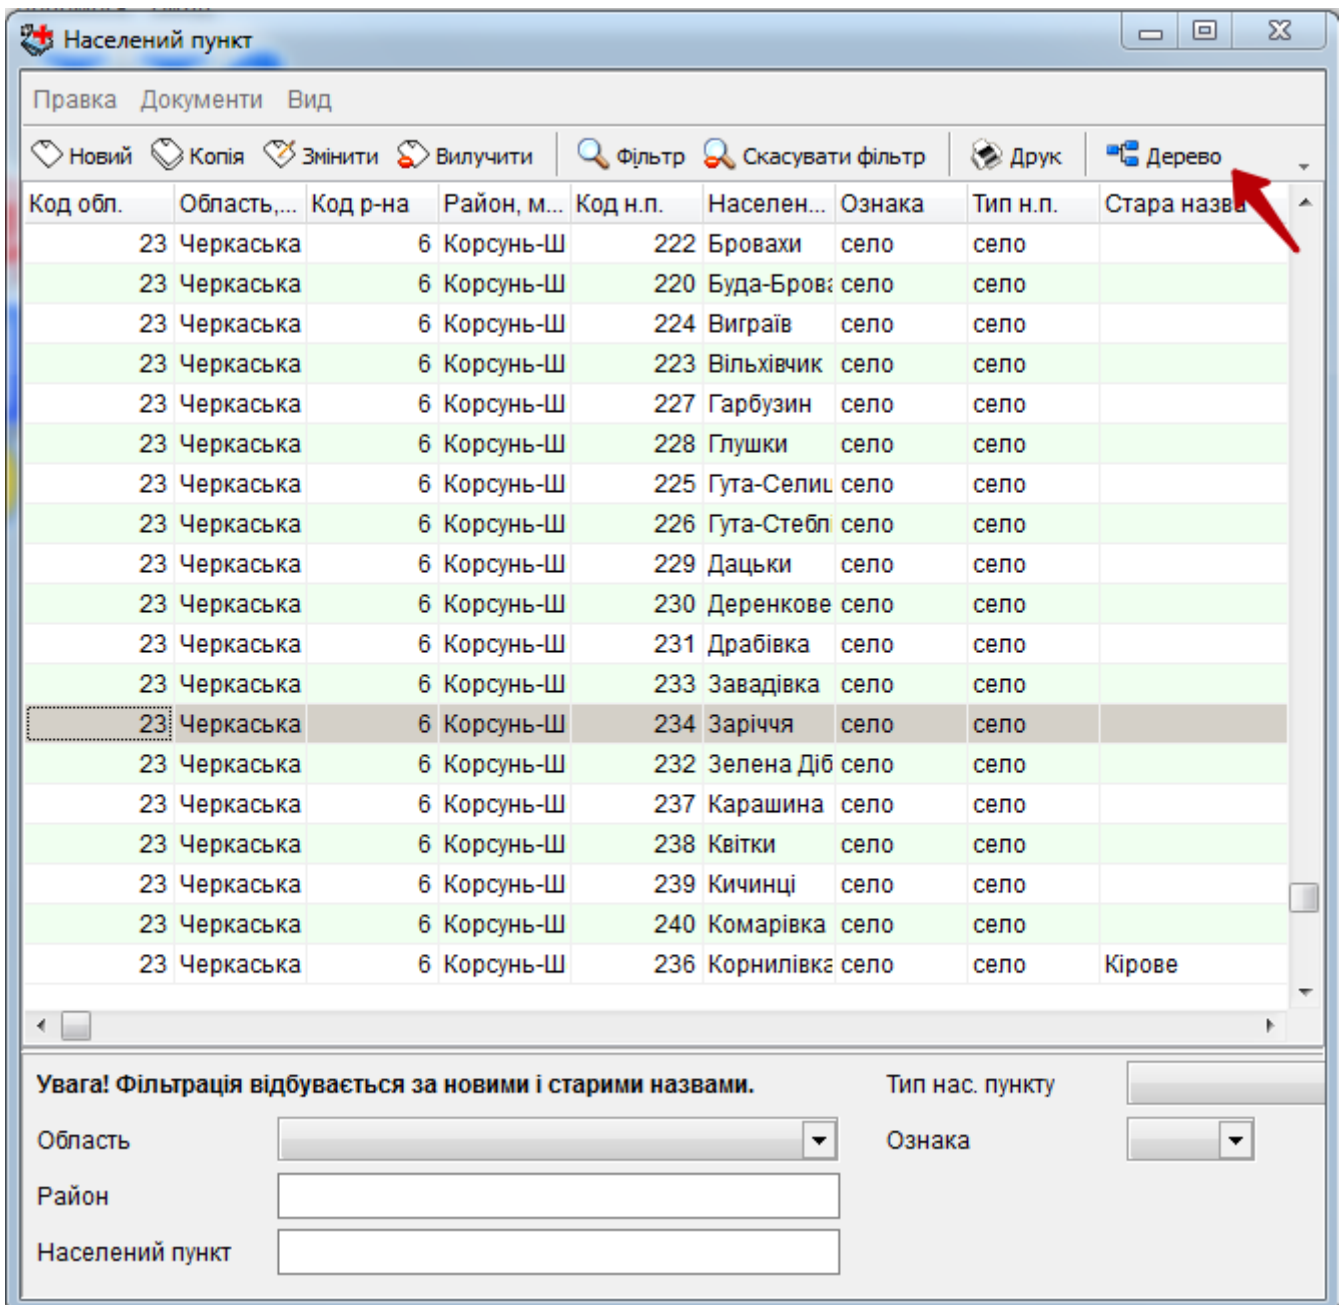 Населений пункт
Правка Документи Вид
Новий Копія Змінити Вилучити Фільтр Скасувати фільтр Друк Дерево
Код обл. Область,... Код р-на Район, м... Код н.п. Населен... Ознака Тип н.п. Стара назва
23 Черкаська 6 Корсунь-Ш 222 Бровахи село село
23 Черкаська 6 Корсунь-Ш 220 Буда-Брова село село
23 Черкаська 6 Корсунь-Ш 224 Виграїв село село
23 Черкаська 6 Корсунь-Ш 223 Вільхівчик село село
23 Черкаська 6 Корсунь-Ш 227 Гарбузин село село
23 Черкаська 6 Корсунь-Ш 228 Глушки село село
23 Черкаська 6 Корсунь-Ш 225 Гута-Селиц село село
23 Черкаська 6 Корсунь-Ш 226 Гута-Стеблі село село
23 Черкаська 6 Корсунь-Ш 229 Дацьки село село
23 Черкаська 6 Корсунь-Ш 230 Деренкове село село
23 Черкаська 6 Корсунь-Ш 231 Драбівка село село
23 Черкаська 6 Корсунь-Ш 233 Завадівка село село
23 Черкаська 6 Корсунь-Ш 234 Заріччя село село
23 Черкаська 6 Корсунь-Ш 232 Зелена Діб село село
23 Черкаська 6 Корсунь-Ш 237 Карашина село село
23 Черкаська 6 Корсунь-Ш 238 Квітки село село
23 Черкаська 6 Корсунь-Ш 239 Кичинці село село
23 Черкаська 6 Корсунь-Ш 240 Комарівка село село
23 Черкаська 6 Корсунь-Ш 236 Корнилівка село село Кірове
Увага! Фільтрація відбувається за новими і старими назвами. Тип нас. пункту
Область Ознака
Район
Населений пункт